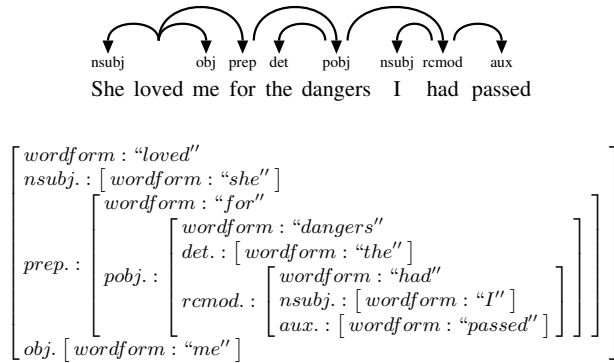 nsubj obj prep det pobj nsubj rcmod aux
She loved me for the dangers I had passed
[ wordform : “loved″
nsubj. : [ wordform : “she″ ]
prep. : [ wordform : “for″
pobj. : [ wordform : “dangers″
det. : [ wordform : “the″ ]
rcmod. : [ wordform : “had″
nsubj. : [ wordform : “I″ ]
aux. : [ wordform : “passed″ ] ] ] ]
obj. [ wordform : “me″ ] ]